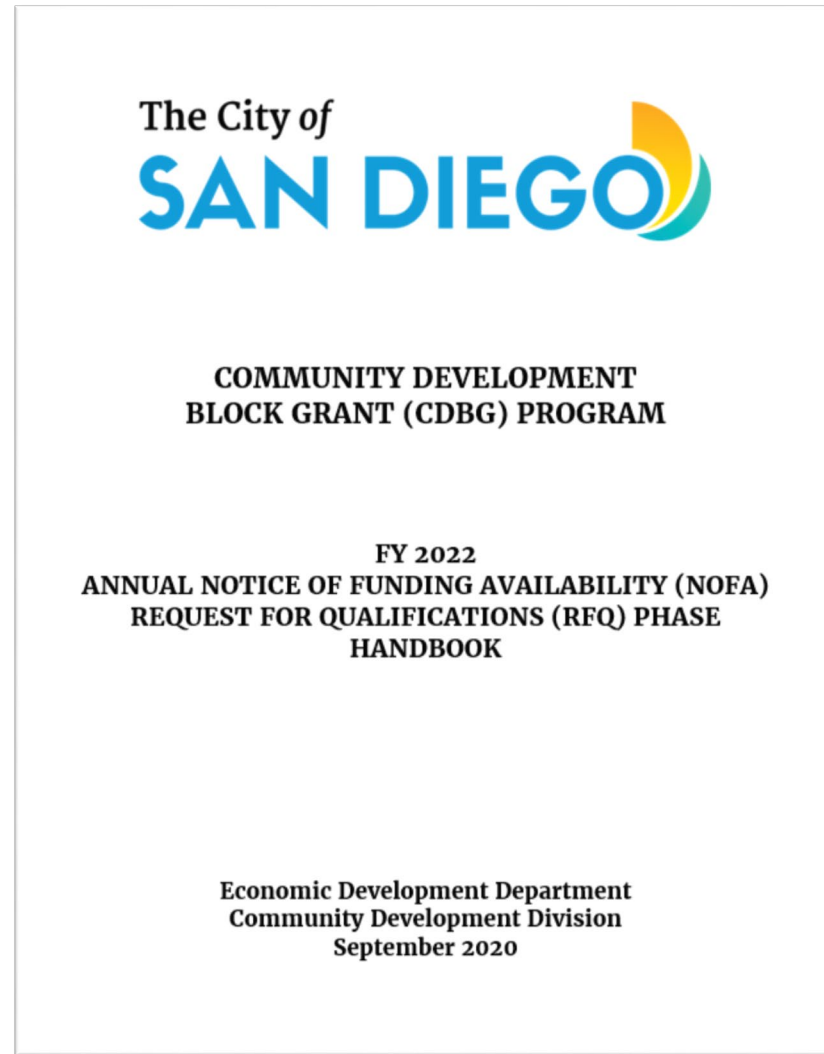 The City of
SAN DIEGO
COMMUNITY DEVELOPMENT
BLOCK GRANT (CDBG) PROGRAM
FY 2022
ANNUAL NOTICE OF FUNDING AVAILABILITY (NOFA)
REQUEST FOR QUALIFICATIONS (RFQ) PHASE
HANDBOOK
Economic Development Department
Community Development Division
September 2020